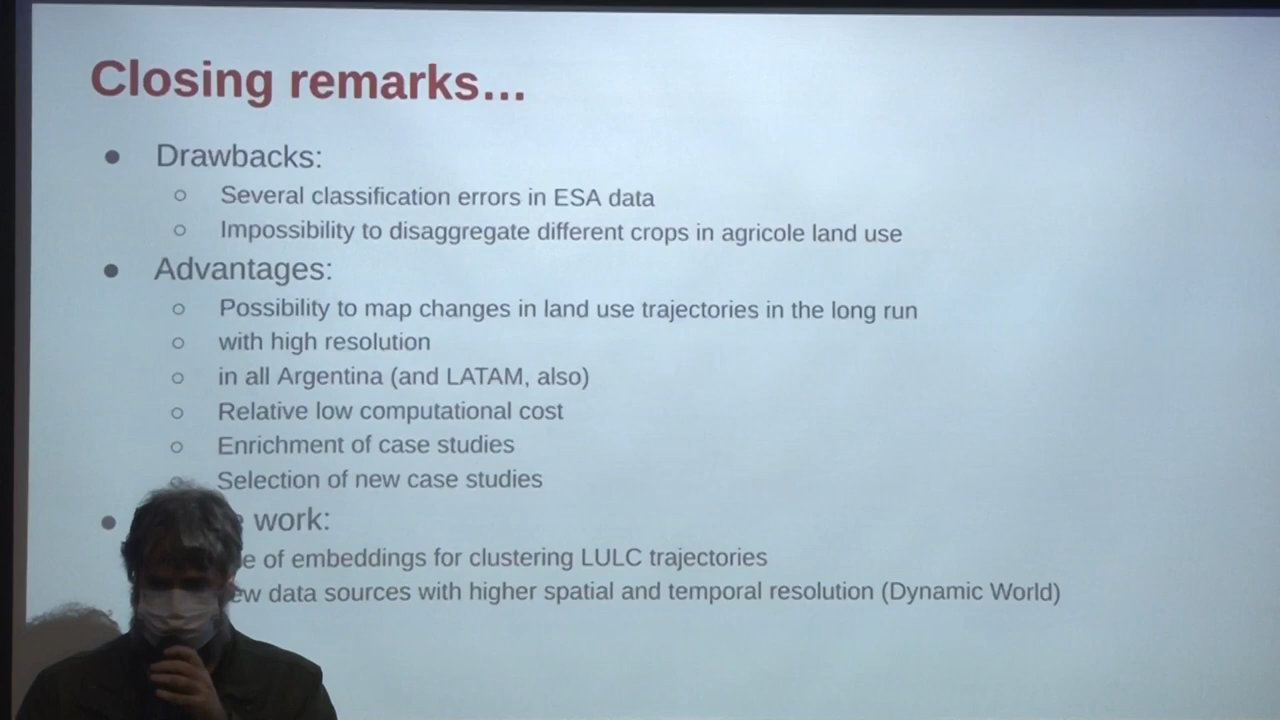 Closing remarks…
Drawbacks:
Several classification errors in ESA data
Impossibility to disaggregate different crops in agricole land use
Advantages:
Possibility to map changes in land use trajectories in the long run
with high resolution
in all Argentina (and LATAM, also)
Relative low computational cost
Enrichment of case studies
Selection of new case studies
work:
of embeddings for clustering LULC trajectories
data sources with higher spatial and temporal resolution (Dynamic World)